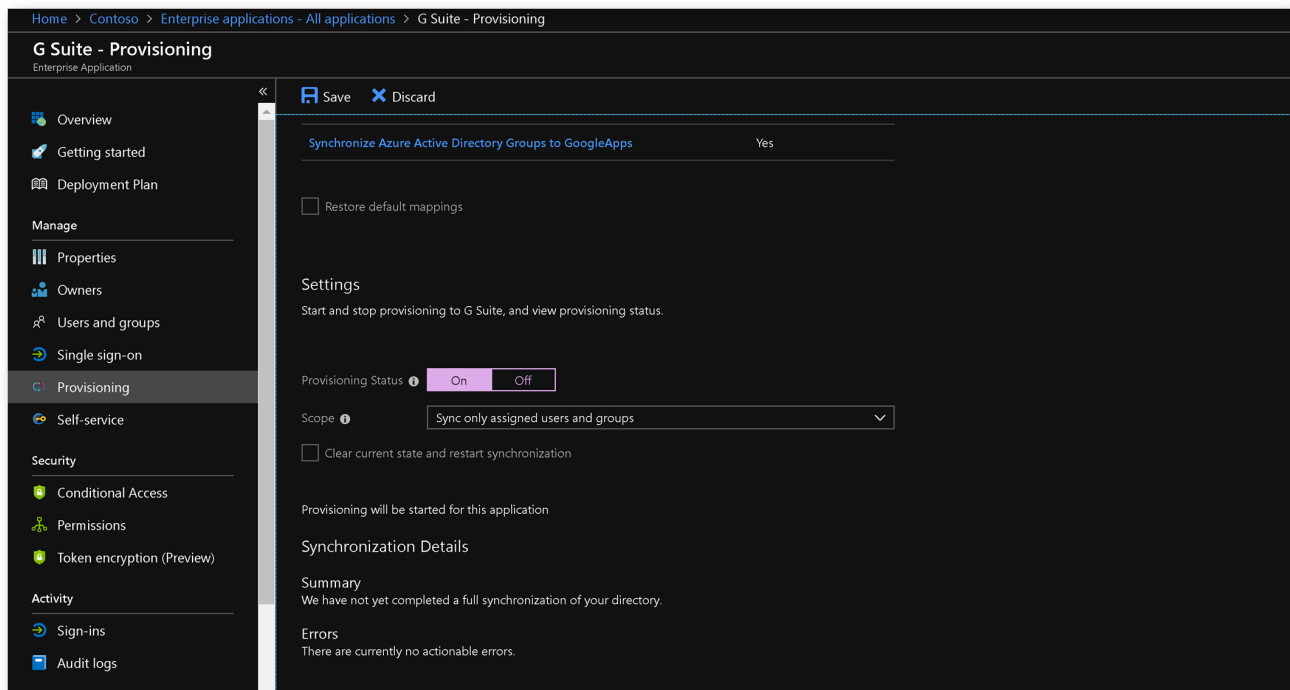 Home > Contoso > Enterprise applications - All applications > G Suite - Provisioning
G Suite - Provisioning
Enterprise Application
«
Overview
Getting started
Deployment Plan
Manage
Properties
Owners
Users and groups
Single sign-on
Provisioning
Self-service
Security
Conditional Access
Permissions
Token encryption (Preview)
Activity
Sign-ins
Audit logs
Save Discard
Synchronize Azure Active Directory Groups to GoogleApps Yes
Restore default mappings
Settings
Start and stop provisioning to G Suite, and view provisioning status.
Provisioning Status On Off
Scope Sync only assigned users and groups
Clear current state and restart synchronization
Provisioning will be started for this application
Synchronization Details
Summary
We have not yet completed a full synchronization of your directory.
Errors
There are currently no actionable errors.